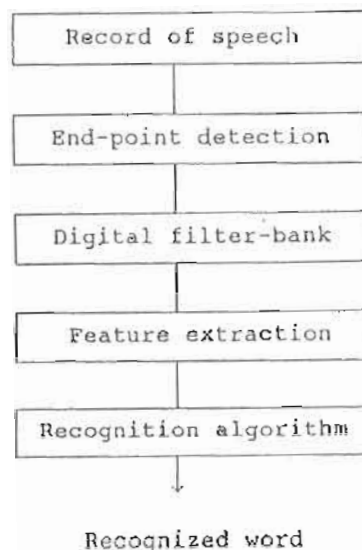 Record of speech
End-point detection
Digital filter-bank
Feature extraction
Recognition algorithm
Recognized word